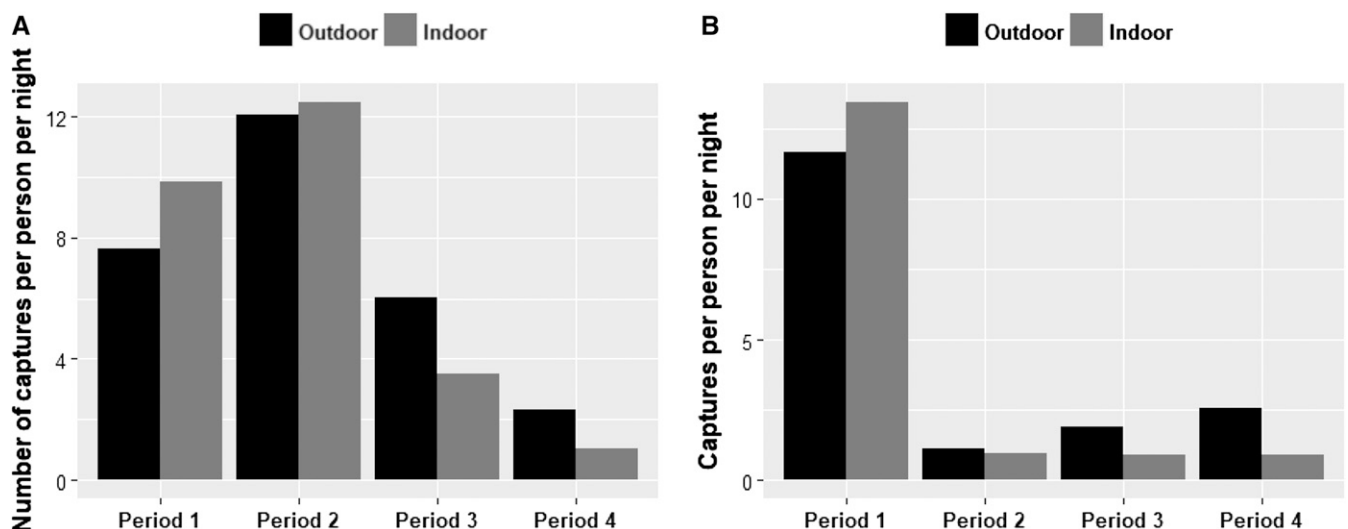 A
Outdoor Indoor
Number of captures per person per night
12
8
4
0
Period 1 Period 2 Period 3 Period 4
B
Outdoor Indoor
Captures per person per night
10
5
0
Period 1 Period 2 Period 3 Period 4